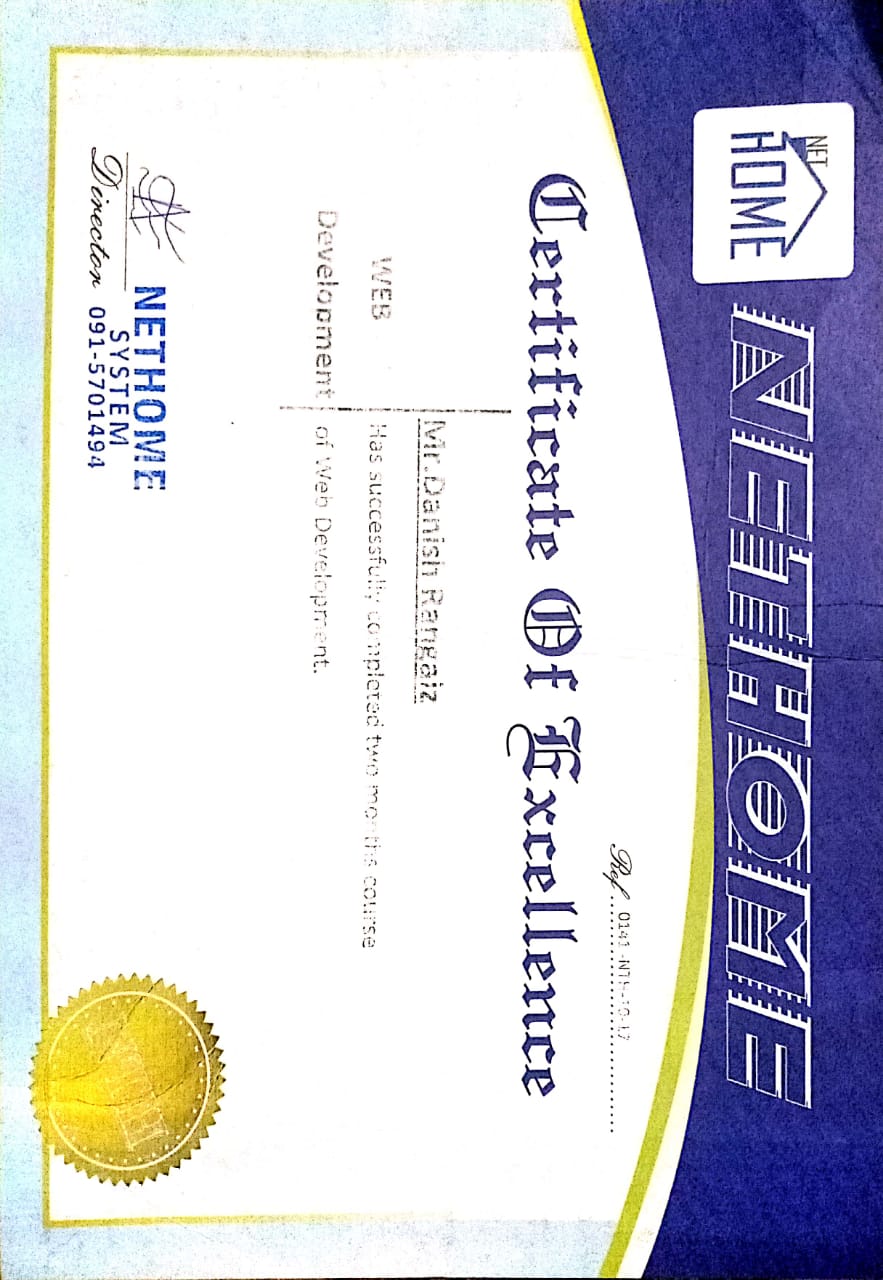 NET
HOME
NETHOME
Ref 0141-NTH-10-17
Certificate Of Excellence
Mr.Danish Rangaiz
WEB
Development
Has successfully completed two months course
of Web Development.
NETHOME
SYSTEM
Director
091-5701494
NTH